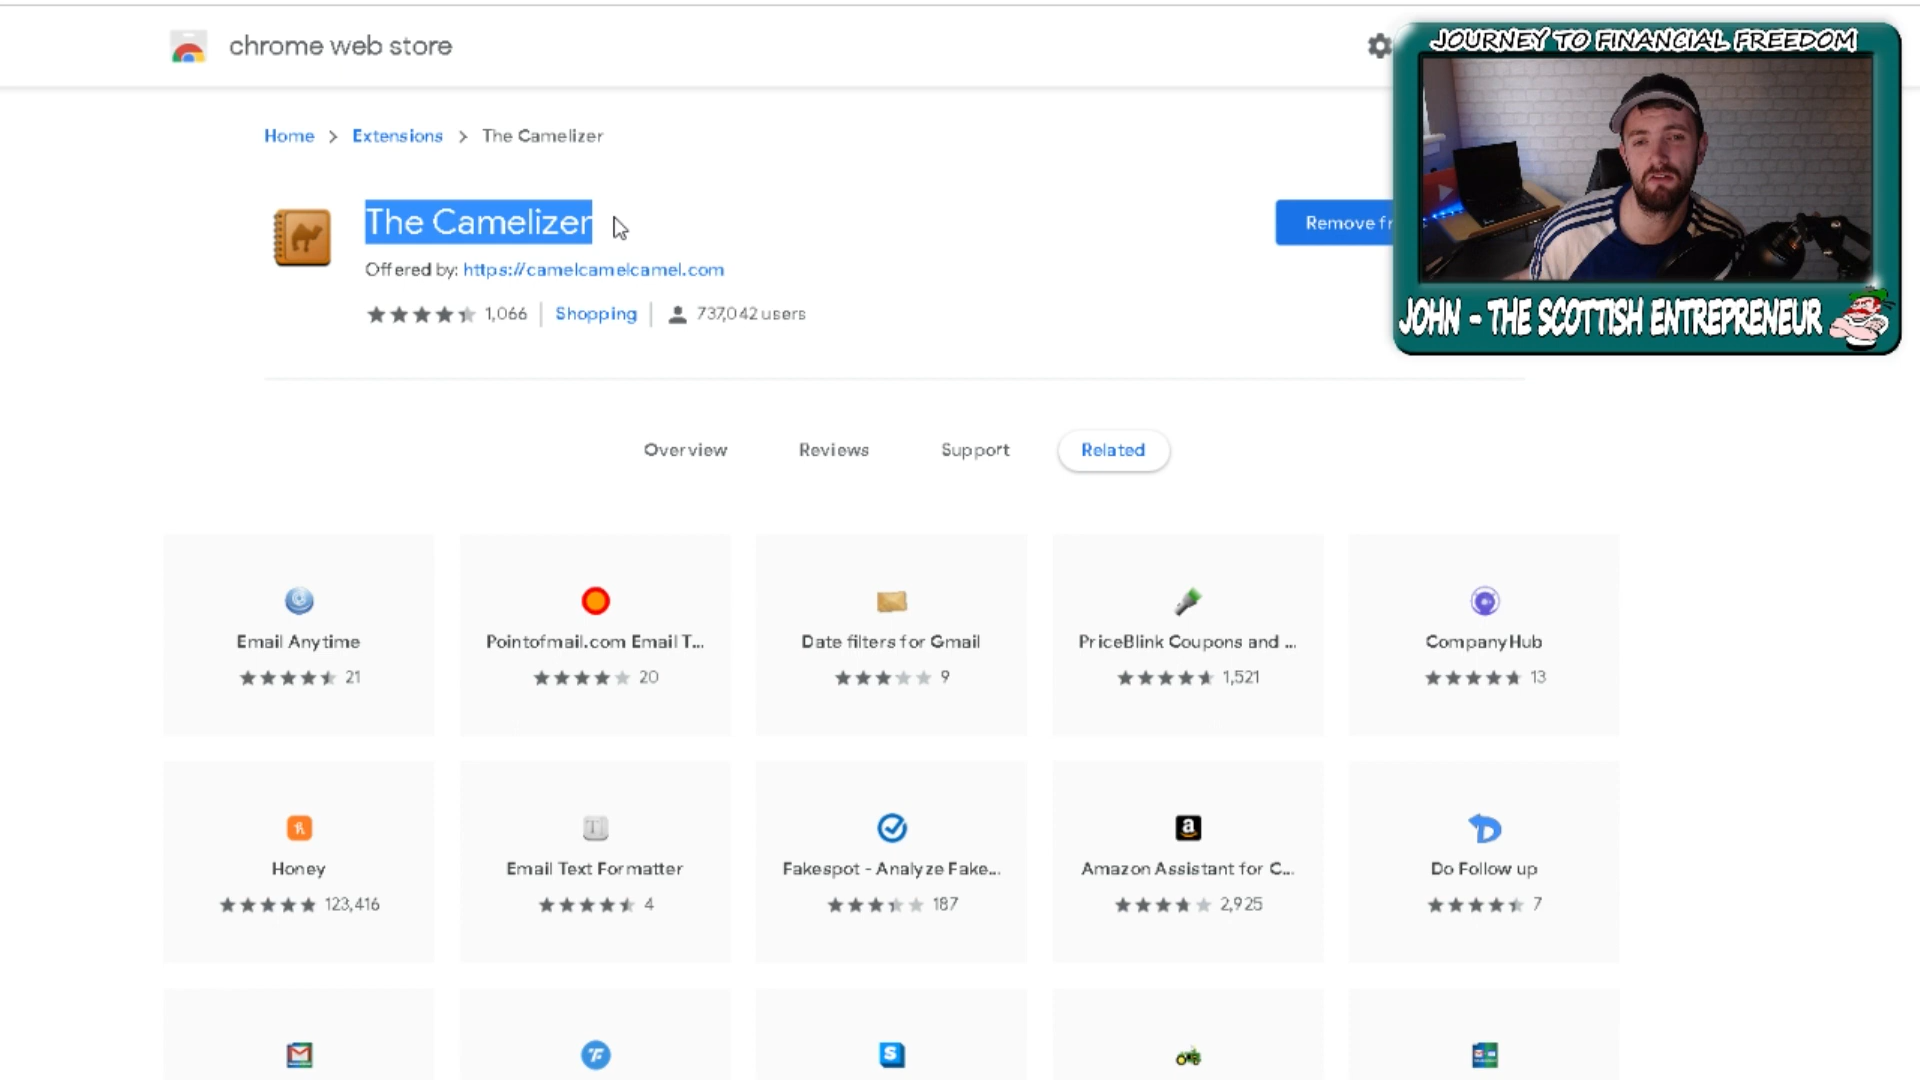 chrome web store
JOURNEY TO FINANCIAL FREEDOM
Home > Extensions > The Camelizer
The Camelizer
Remove fr
Offered by: https://camelcamelcamel.com
1,066 | Shopping | 737,042 users
JOHN - THE SCOTTISH ENTREPRENEUR
Overview Reviews Support Related
Email Anytime
21
Pointofmail.com Email T...
20
Date filters for Gmail
9
PriceBlink Coupons and ...
1,521
CompanyHub
13
Honey
123,416
Email Text Formatter
4
Fakespot - Analyze Fake...
187
Amazon Assistant for C...
2,925
Do Follow up
7